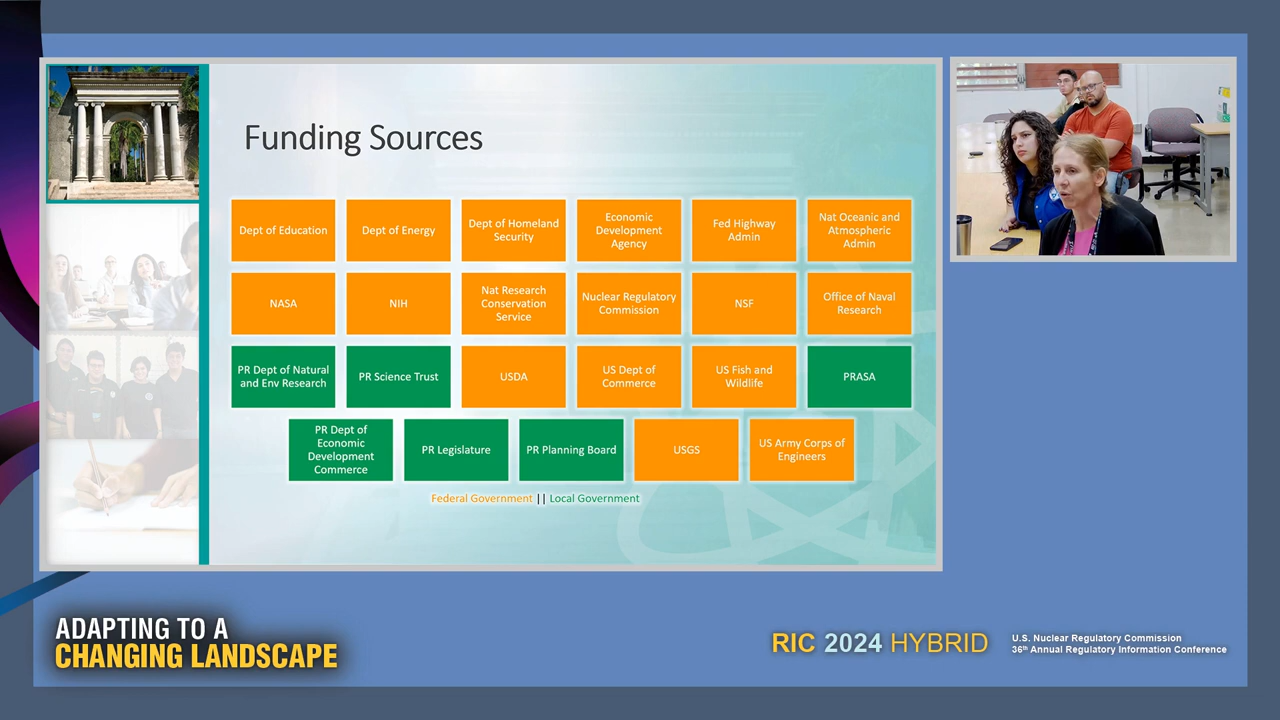 Funding Sources
Dept of Education
Dept of Energy
Dept of Homeland
Security
Economic
Development
Agency
Fed Highway
Admin
Nat Oceanic and
Atmospheric
Admin
NASA
NIH
Nat Research
Conservation
Service
Nuclear Regulatory
Commission
NSF
Office of Naval
Research
PR Dept of Natural
and Env Research
PR Science Trust
USDA
US Dept of
Commerce
US Fish and
Wildlife
PRASA
PR Dept of
Economic
Development
Commerce
PR Legislature
PR Planning Board
USGS
US Army Corps of
Engineers
Federal Government || Local Government
ADAPTING TO A
CHANGING LANDSCAPE
RIC 2024 HYBRID
U.S. Nuclear Regulatory Commission
36th Annual Regulatory Information Conference